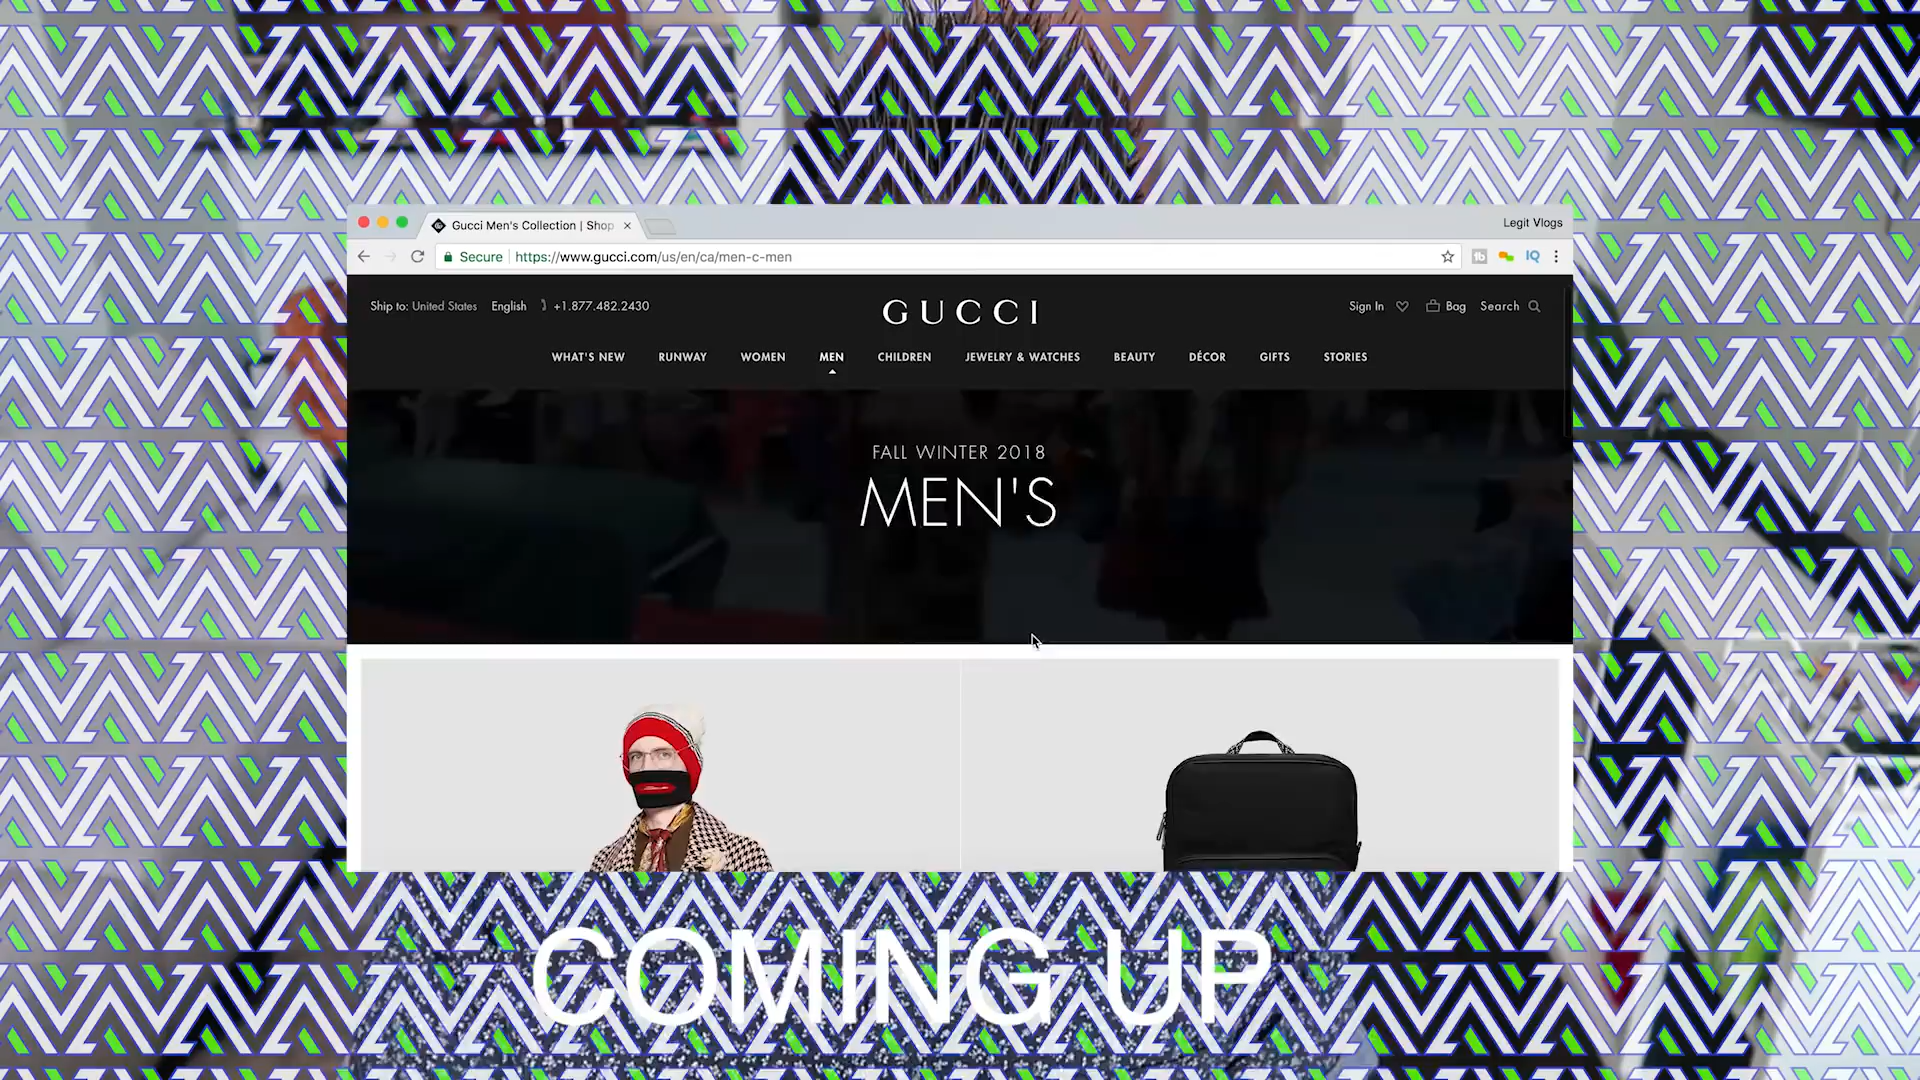 Gucci Men's Collection | Shop
Legit Vlogs
Secure
https://www.gucci.com/us/en/ca/men-c-men
IQ
Ship to: United States English +1.877.482.2430
GUCCI
Sign In Bag Search
WHAT'S NEW RUNWAY WOMEN MEN CHILDREN JEWELRY & WATCHES BEAUTY DÉCOR GIFTS STORIES
FALL WINTER 2018
MEN'S
COMING UP